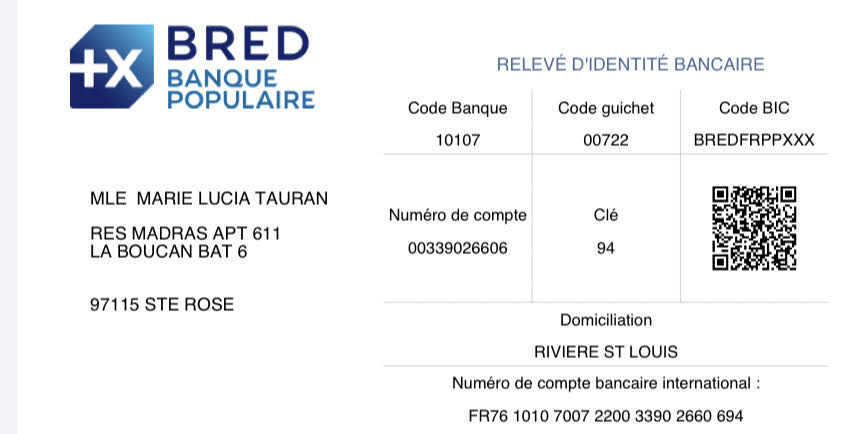 BRED
BANQUE
POPULAIRE
RELEVÉ D'IDENTITÉ BANCAIRE
Code Banque
Code guichet
Code BIC
10107
00722
BREDFRPPXXX
MLE  MARIE LUCIA TAURAN
RES MADRAS APT 611
LA BOUCAN BAT 6
97115 STE ROSE
Numéro de compte
Clé
00339026606
94
Domiciliation
RIVIERE ST LOUIS
Numéro de compte bancaire international :
FR76 1010 7007 2200 3390 2660 694